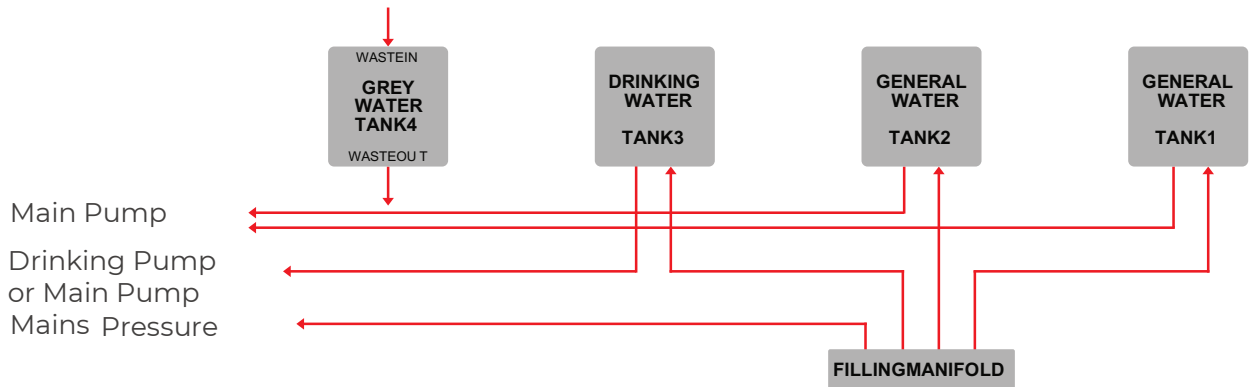 WASTEIN
GREY
WATER
TANK4
WASTEOU T
DRINKING
WATER
TANK3
GENERAL
WATER
TANK2
GENERAL
WATER
TANK1
Main Pump
Drinking Pump
or Main Pump
Mains Pressure
FILLINGMANIFOLD